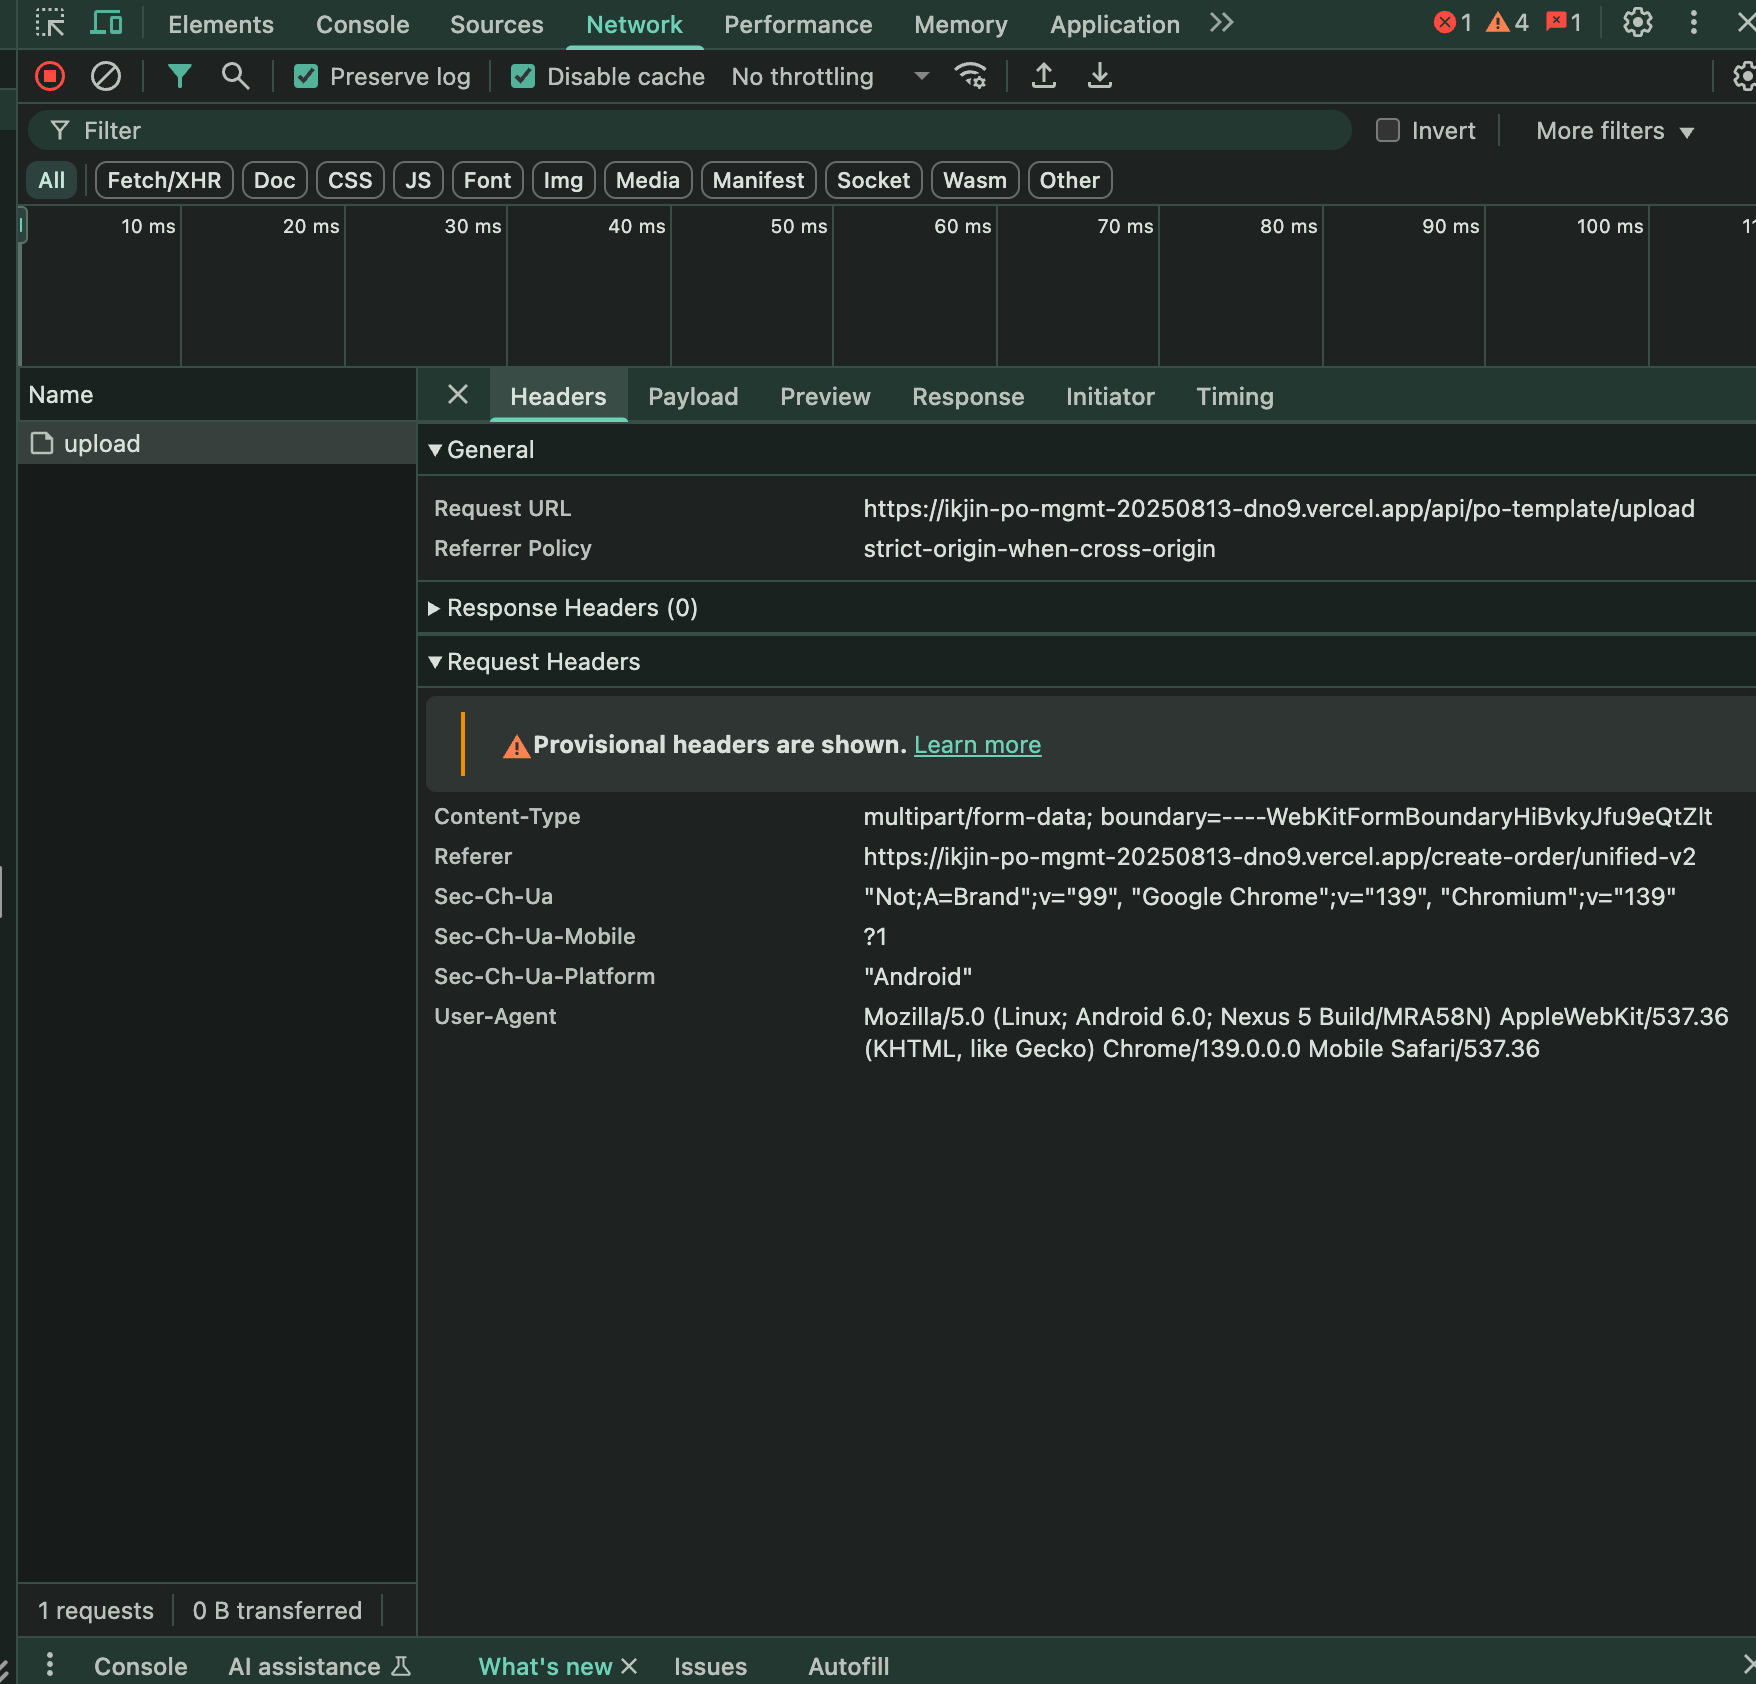 Elements Console Sources Network Performance Memory Application 1 4 1
Preserve log Disable cache No throttling
Filter Invert More filters
All Fetch/XHR Doc CSS JS Font Img Media Manifest Socket Wasm Other
10 ms 20 ms 30 ms 40 ms 50 ms 60 ms 70 ms 80 ms 90 ms 100 ms
Name
Headers Payload Preview Response Initiator Timing
upload
General
Request URL https://ikjin-po-mgmt-20250813-dno9.vercel.app/api/po-template/upload
Referrer Policy strict-origin-when-cross-origin
Response Headers (0)
Request Headers
Provisional headers are shown. Learn more
Content-Type multipart/form-data; boundary=----WebKitFormBoundaryHiBvkyJfu9eQtZlt
Referer https://ikjin-po-mgmt-20250813-dno9.vercel.app/create-order/unified-v2
Sec-Ch-Ua "Not;A=Brand";v="99", "Google Chrome";v="139", "Chromium";v="139"
Sec-Ch-Ua-Mobile ?1
Sec-Ch-Ua-Platform "Android"
User-Agent Mozilla/5.0 (Linux; Android 6.0; Nexus 5 Build/MRA58N) AppleWebKit/537.36
(KHTML, like Gecko) Chrome/139.0.0.0 Mobile Safari/537.36
1 requests 0 B transferred
Console AI assistance What's new Issues Autofill